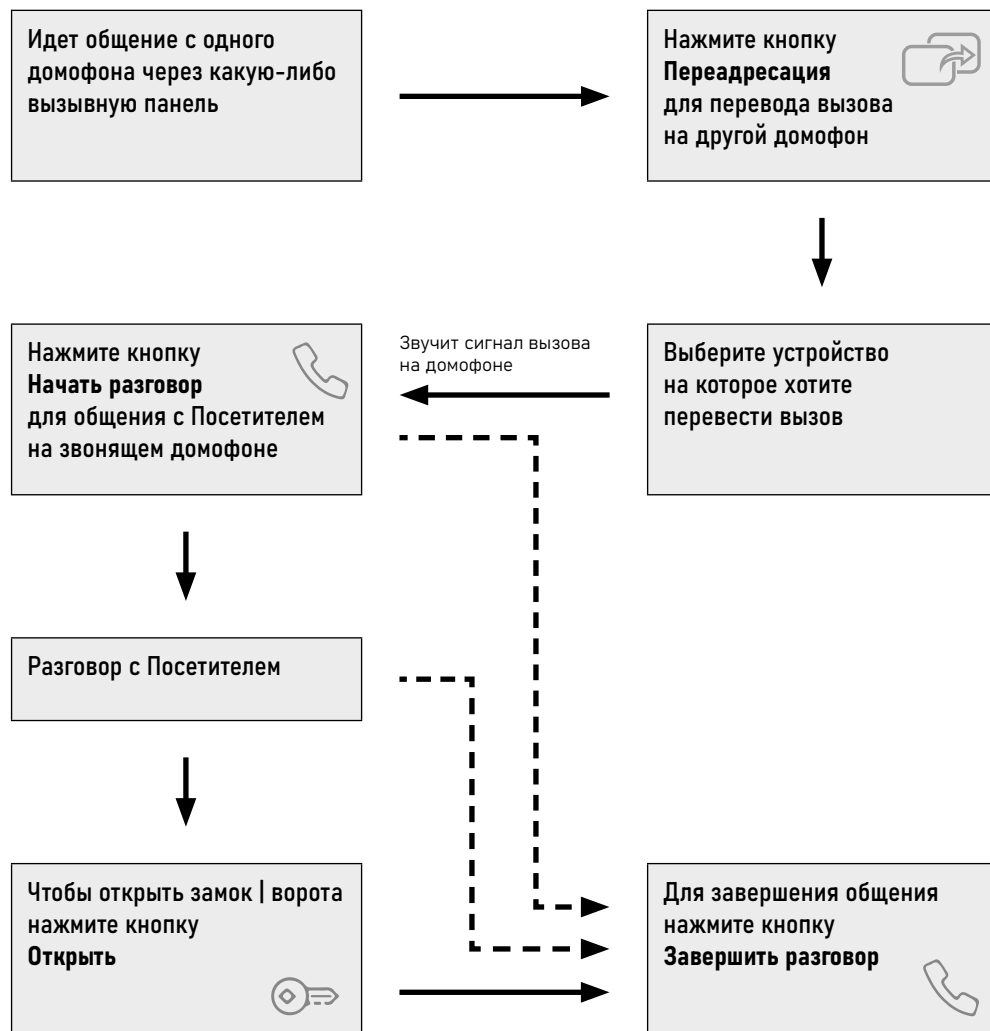 Идет общение с одного
домофона через какую-либо
вызывную панель
Нажмите кнопку
Переадресация
для перевода вызова
на другой домофон
Выберите устройство
на которое хотите
перевести вызов
Звучит сигнал вызова
на домофоне
Нажмите кнопку
Начать разговор
для общения с Посетителем
на звонящем домофоне
Разговор с Посетителем
Чтобы открыть замок | ворота
нажмите кнопку
Открыть
Для завершения общения
нажмите кнопку
Завершить разговор